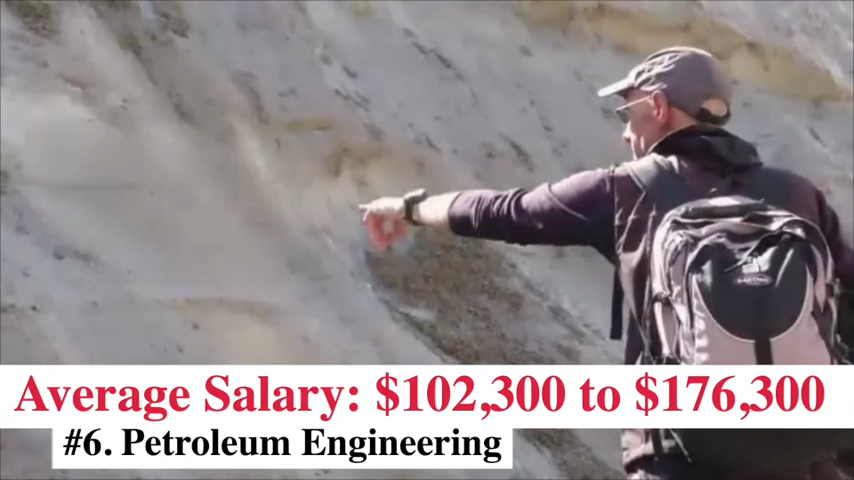 Average Salary: $102,300 to $176,300
#6. Petroleum Engineering